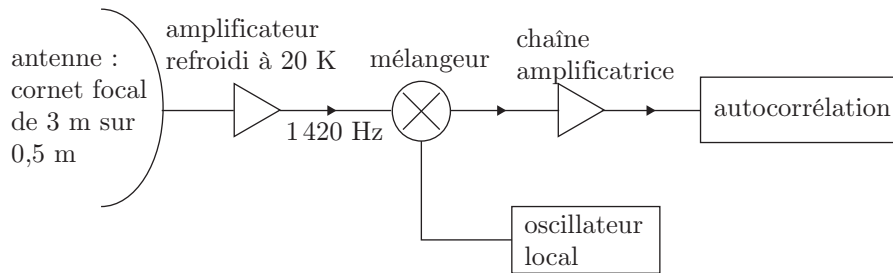 antenne :
cornet focal
de 3 m sur
0,5 m
amplificateur
refroidi à 20 K
1 420 Hz
mélangeur
chaîne
amplificatrice
autocorrélation
oscillateur
local